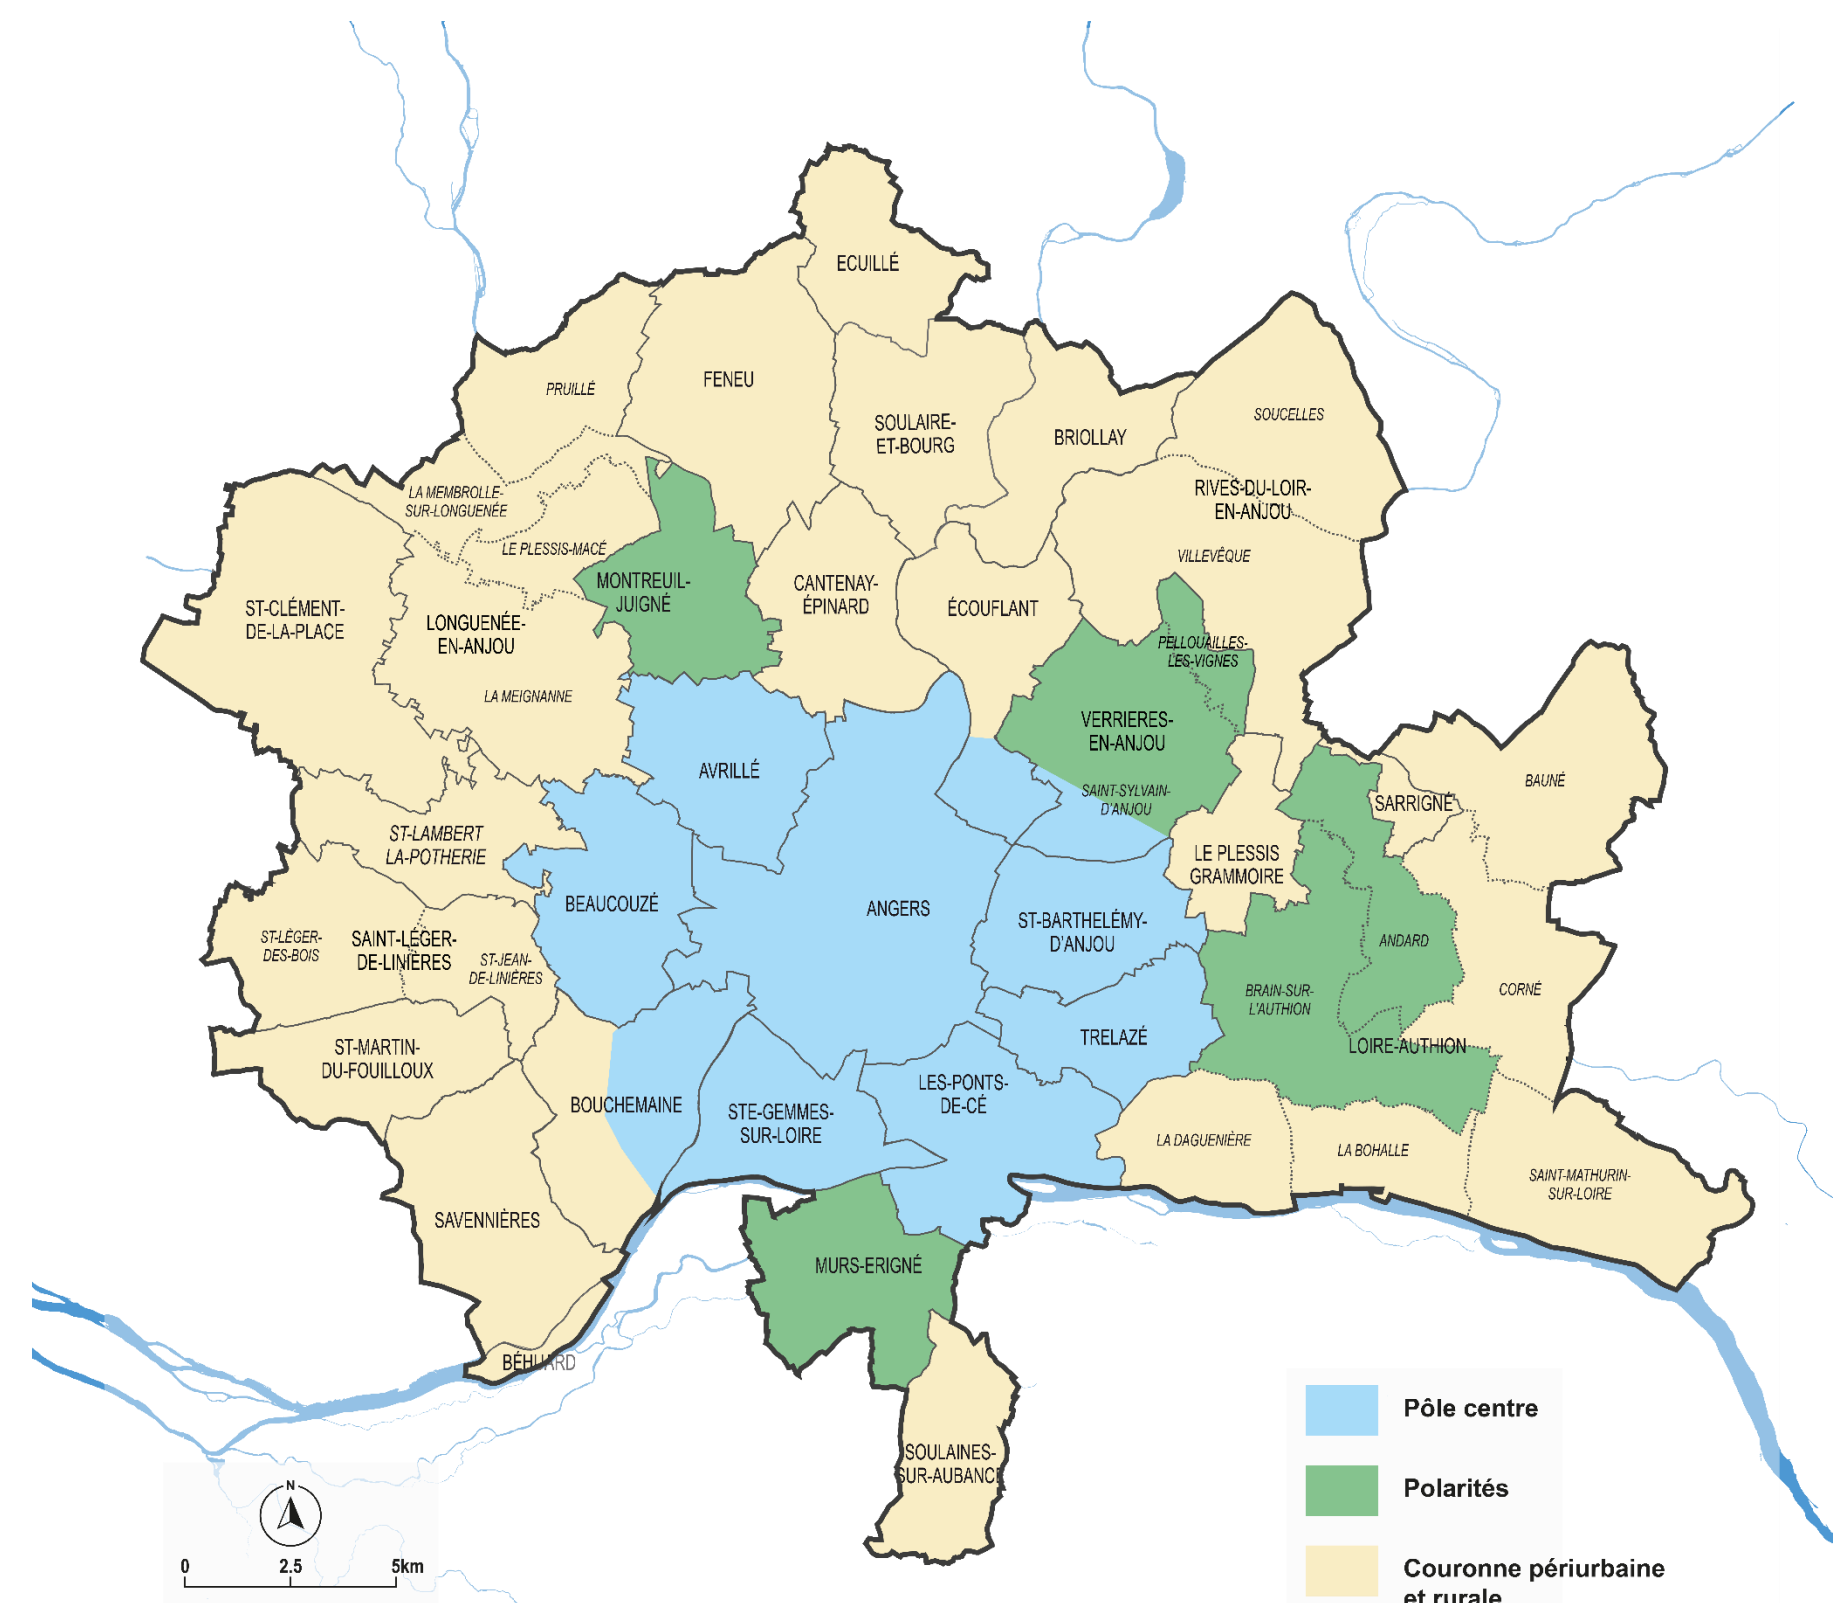 ECUILLÉ
FENEU
PRUILLÉ
SOUCELLES
SOULAIRE-
ET-BOURG
BRIOLLAY
LA MEMBROLLE-
SUR-LONGUENÉE
RIVES-DU-LOIR-
EN-ANJOU
LE PLESSIS-MACÉ
VILLEVÊQUE
MONTREUIL-
JUIGNÉ
CANTENAY-
ÉPINARD
ÉCOUFLANT
ST-CLÉMENT-
DE-LA-PLACE
LONGUENÉE-
EN-ANJOU
PELLOUAILLES-
LES-VIGNES
LA MEIGNANNE
VERRIERES-
EN-ANJOU
AVRILLÉ
BAUNÉ
SAINT-SYLVAIN-
D'ANJOU
SARRIGNÉ
ST-LAMBERT
LA-POTHERIE
LE PLESSIS
GRAMMOIRE
BEAUCOUZÉ
ANGERS
ST-BARTHELÉMY-
D'ANJOU
ST-LÈGER-
DES-BOIS
SAINT-LÉGER-
DE-LINIÈRES
ST-JEAN-
DE-LINIÈRES
ANDARD
BRAIN-SUR-
L'AUTHION
CORNÉ
TRELAZÉ
LOIRE-AUTHION
ST-MARTIN-
DU-FOUILLOUX
BOUCHEMAINE
STE-GEMMES-
SUR-LOIRE
LES-PONTS-
DE-CÉ
LA DAGUENIÈRE
LA BOHALLE
SAINT-MATHURIN-
SUR-LOIRE
SAVENNIÈRES
MURS-ERIGNÉ
BÉHUARD
SOULAINES-
SUR-AUBANCE
Pôle centre
Polarités
Couronne périurbaine
et rurale
N
0 2.5 5km